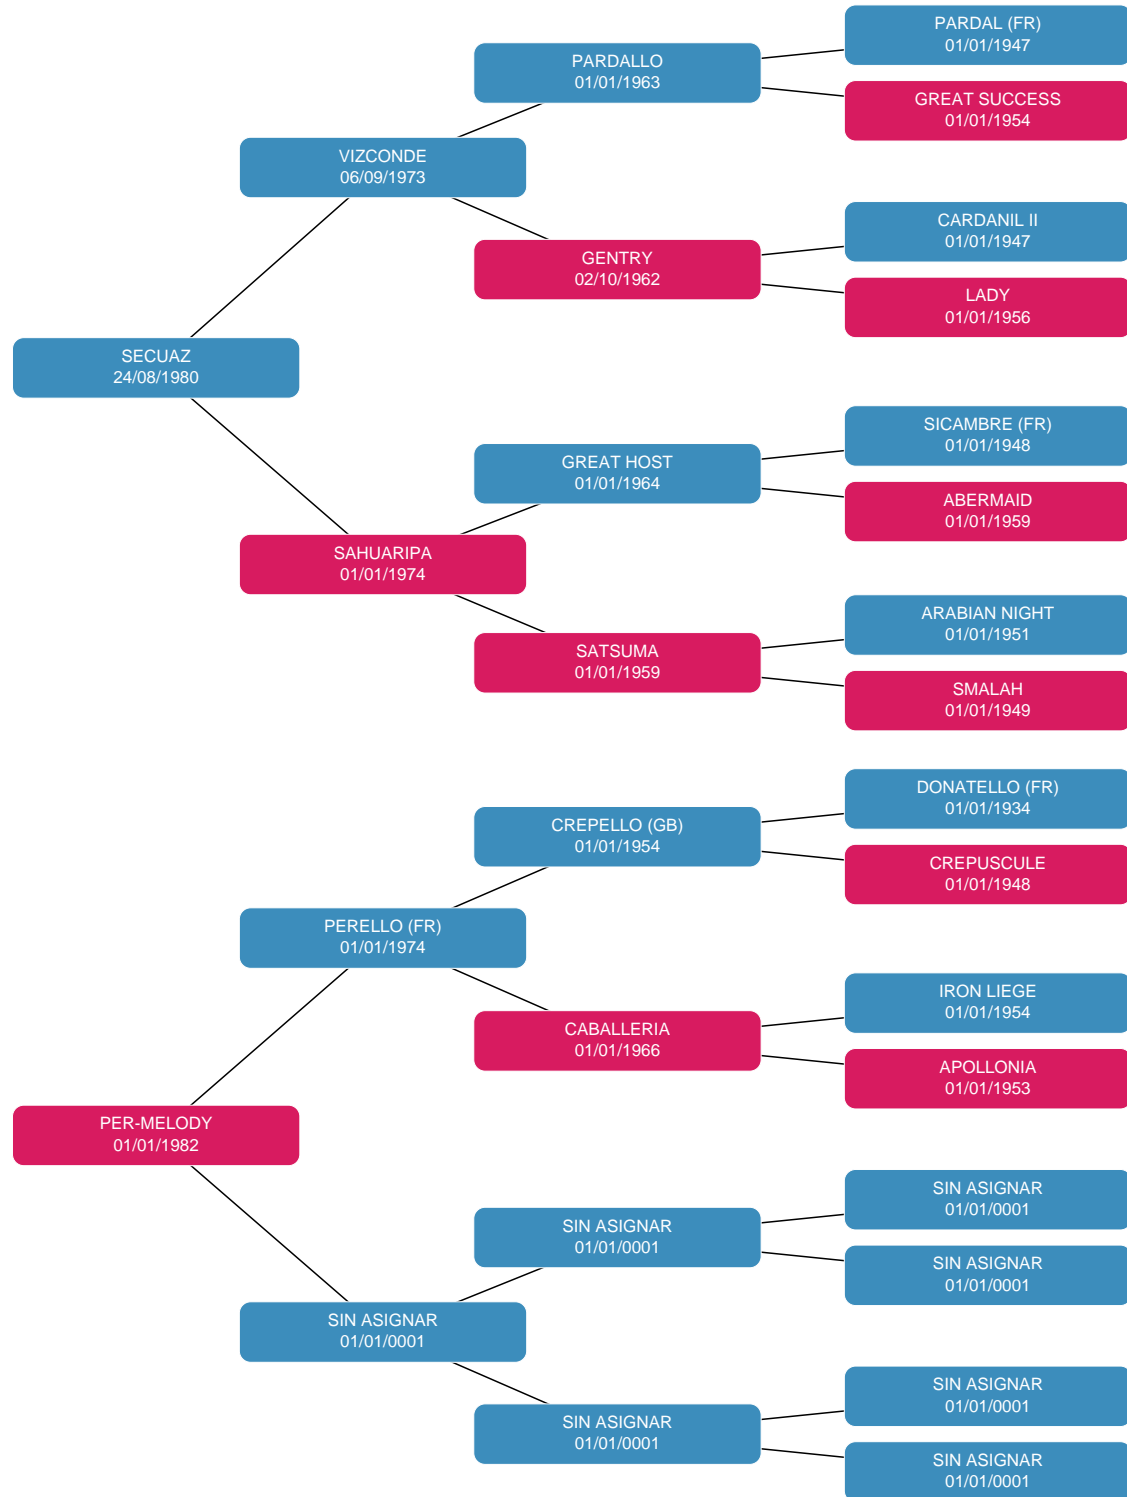 PARDAL (FR)
01/01/1947
PARDALLO
01/01/1963
GREAT SUCCESS
01/01/1954
VIZCONDE
06/09/1973
CARDANIL II
01/01/1947
GENTRY
02/10/1962
LADY
01/01/1956
SECUAZ
24/08/1980
SICAMBRE (FR)
01/01/1948
GREAT HOST
01/01/1964
ABERMAID
01/01/1959
SAHUARIPA
01/01/1974
ARABIAN NIGHT
01/01/1951
SATSUMA
01/01/1959
SMALAH
01/01/1949
DONATELLO (FR)
01/01/1934
CREPELLO (GB)
01/01/1954
CREPUSCULE
01/01/1948
PERELLO (FR)
01/01/1974
IRON LIEGE
01/01/1954
CABALLERIA
01/01/1966
APOLLONIA
01/01/1953
PER-MELODY
01/01/1982
SIN ASIGNAR
01/01/0001
SIN ASIGNAR
01/01/0001
SIN ASIGNAR
01/01/0001
SIN ASIGNAR
01/01/0001
SIN ASIGNAR
01/01/0001
SIN ASIGNAR
01/01/0001
SIN ASIGNAR
01/01/0001